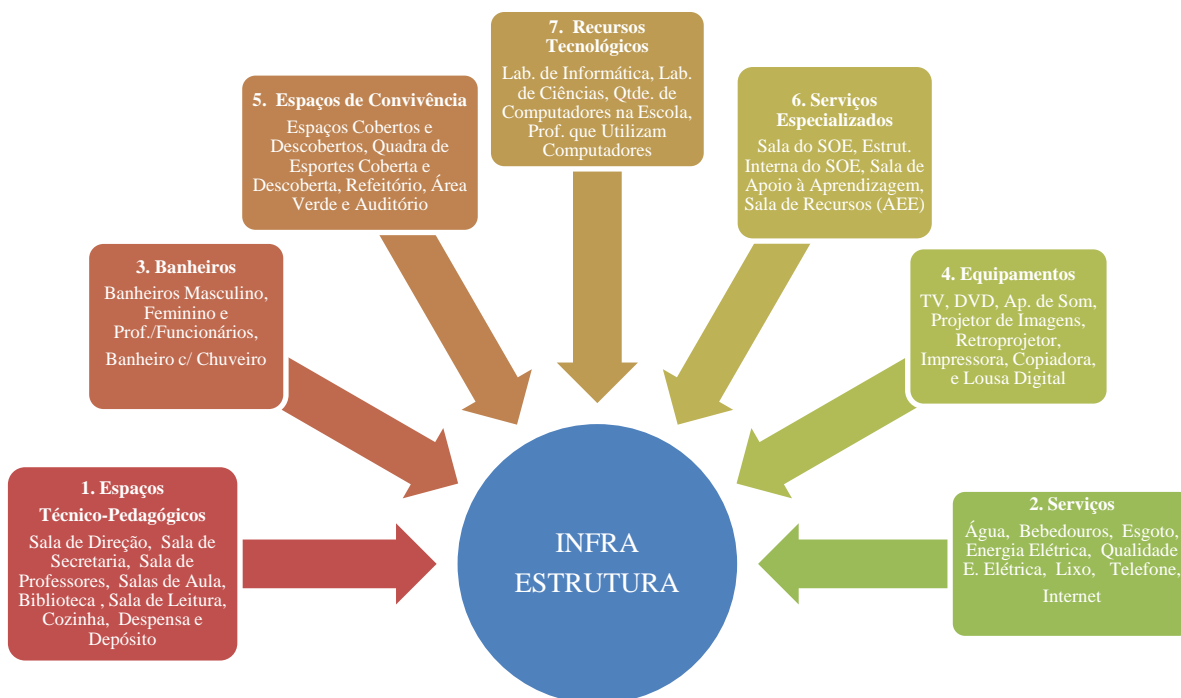 7. Recursos
Tecnológicos
Lab. de Informática, Lab.
de Ciências, Qtde. de
Computadores na Escola,
Prof. que Utilizam
Computadores
5. Espaços de Convivência
Espaços Cobertos e
Descobertos, Quadra de
Esportes Coberta e
Descoberta, Refeitório, Área
Verde e Auditório
6. Serviços
Especializados
Sala do SOE, Estrut.
Interna do SOE, Sala de
Apoio à Aprendizagem,
Sala de Recursos (AEE)
3. Banheiros
Banheiros Masculino,
Feminino e
Prof./Funcionários,
Banheiro c/ Chuveiro
4. Equipamentos
TV, DVD, Ap. de Som,
Projetor de Imagens,
Retroprojetor,
Impressora, Copiadora,
e Lousa Digital
1. Espaços
Técnico-Pedagógicos
Sala de Direção, Sala de
Secretaria, Sala de
Professores, Salas de Aula,
Biblioteca , Sala de Leitura,
Cozinha, Despensa e
Depósito
INFRA
ESTRUTURA
2. Serviços
Água, Bebedouros, Esgoto,
Energia Elétrica, Qualidade
E. Elétrica, Lixo, Telefone,
Internet